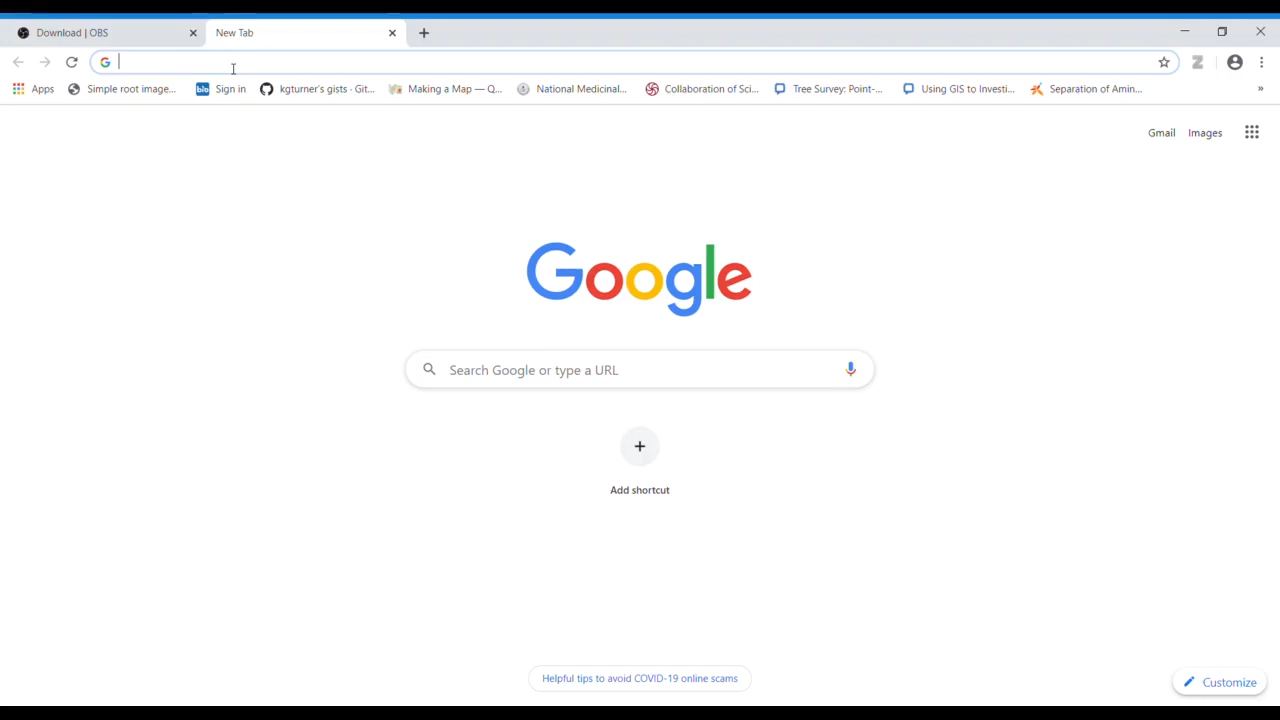 Download | OBS
New Tab
Apps
Simple root image...
bio
Sign in
kgturner's gists · Git...
Making a Map — Q...
National Medicinal...
Collaboration of Sci...
Tree Survey: Point-...
Using GIS to Investi...
Separation of Amin...
»
Gmail
Images
Google
Search Google or type a URL
Add shortcut
Helpful tips to avoid COVID-19 online scams
Customize